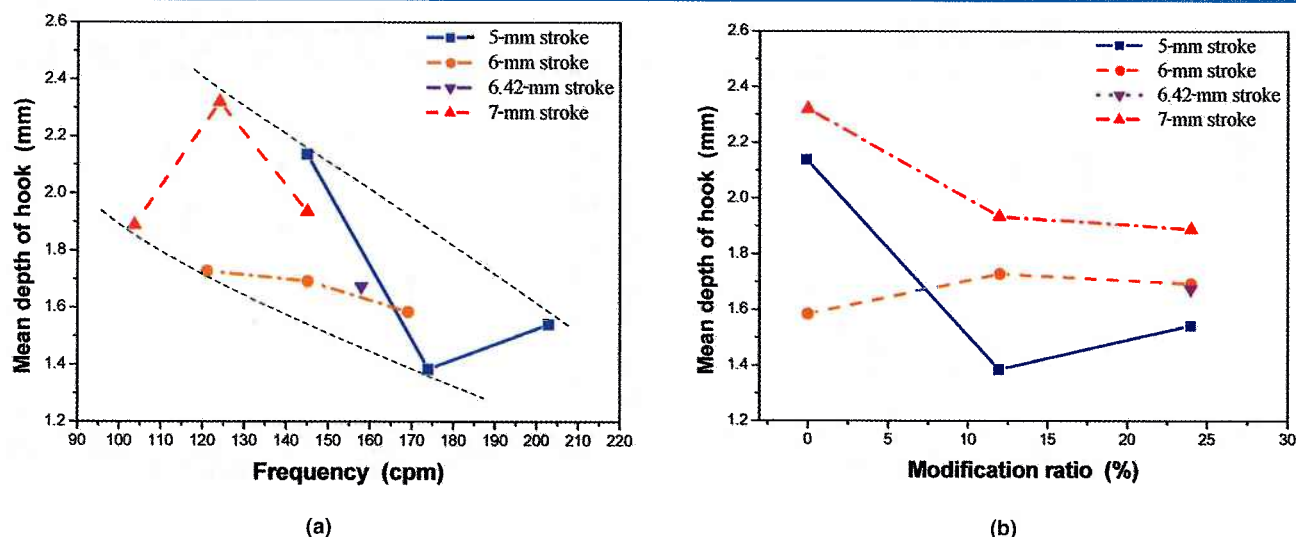 2.6
2.4
2.2
2.0
1.8
1.6
1.4
1.2
Mean depth of hook (mm)
5-mm stroke
6-mm stroke
6.42-mm stroke
7-mm stroke
90 100 110 120 130 140 150 160 170 180 190 200 210 220
Frequency (cpm)
(a)
2.6
2.4
2.2
2.0
1.8
1.6
1.4
1.2
Mean depth of hook (mm)
5-mm stroke
6-mm stroke
6.42-mm stroke
7-mm stroke
0 5 10 15 20 25 30
Modification ratio (%)
(b)